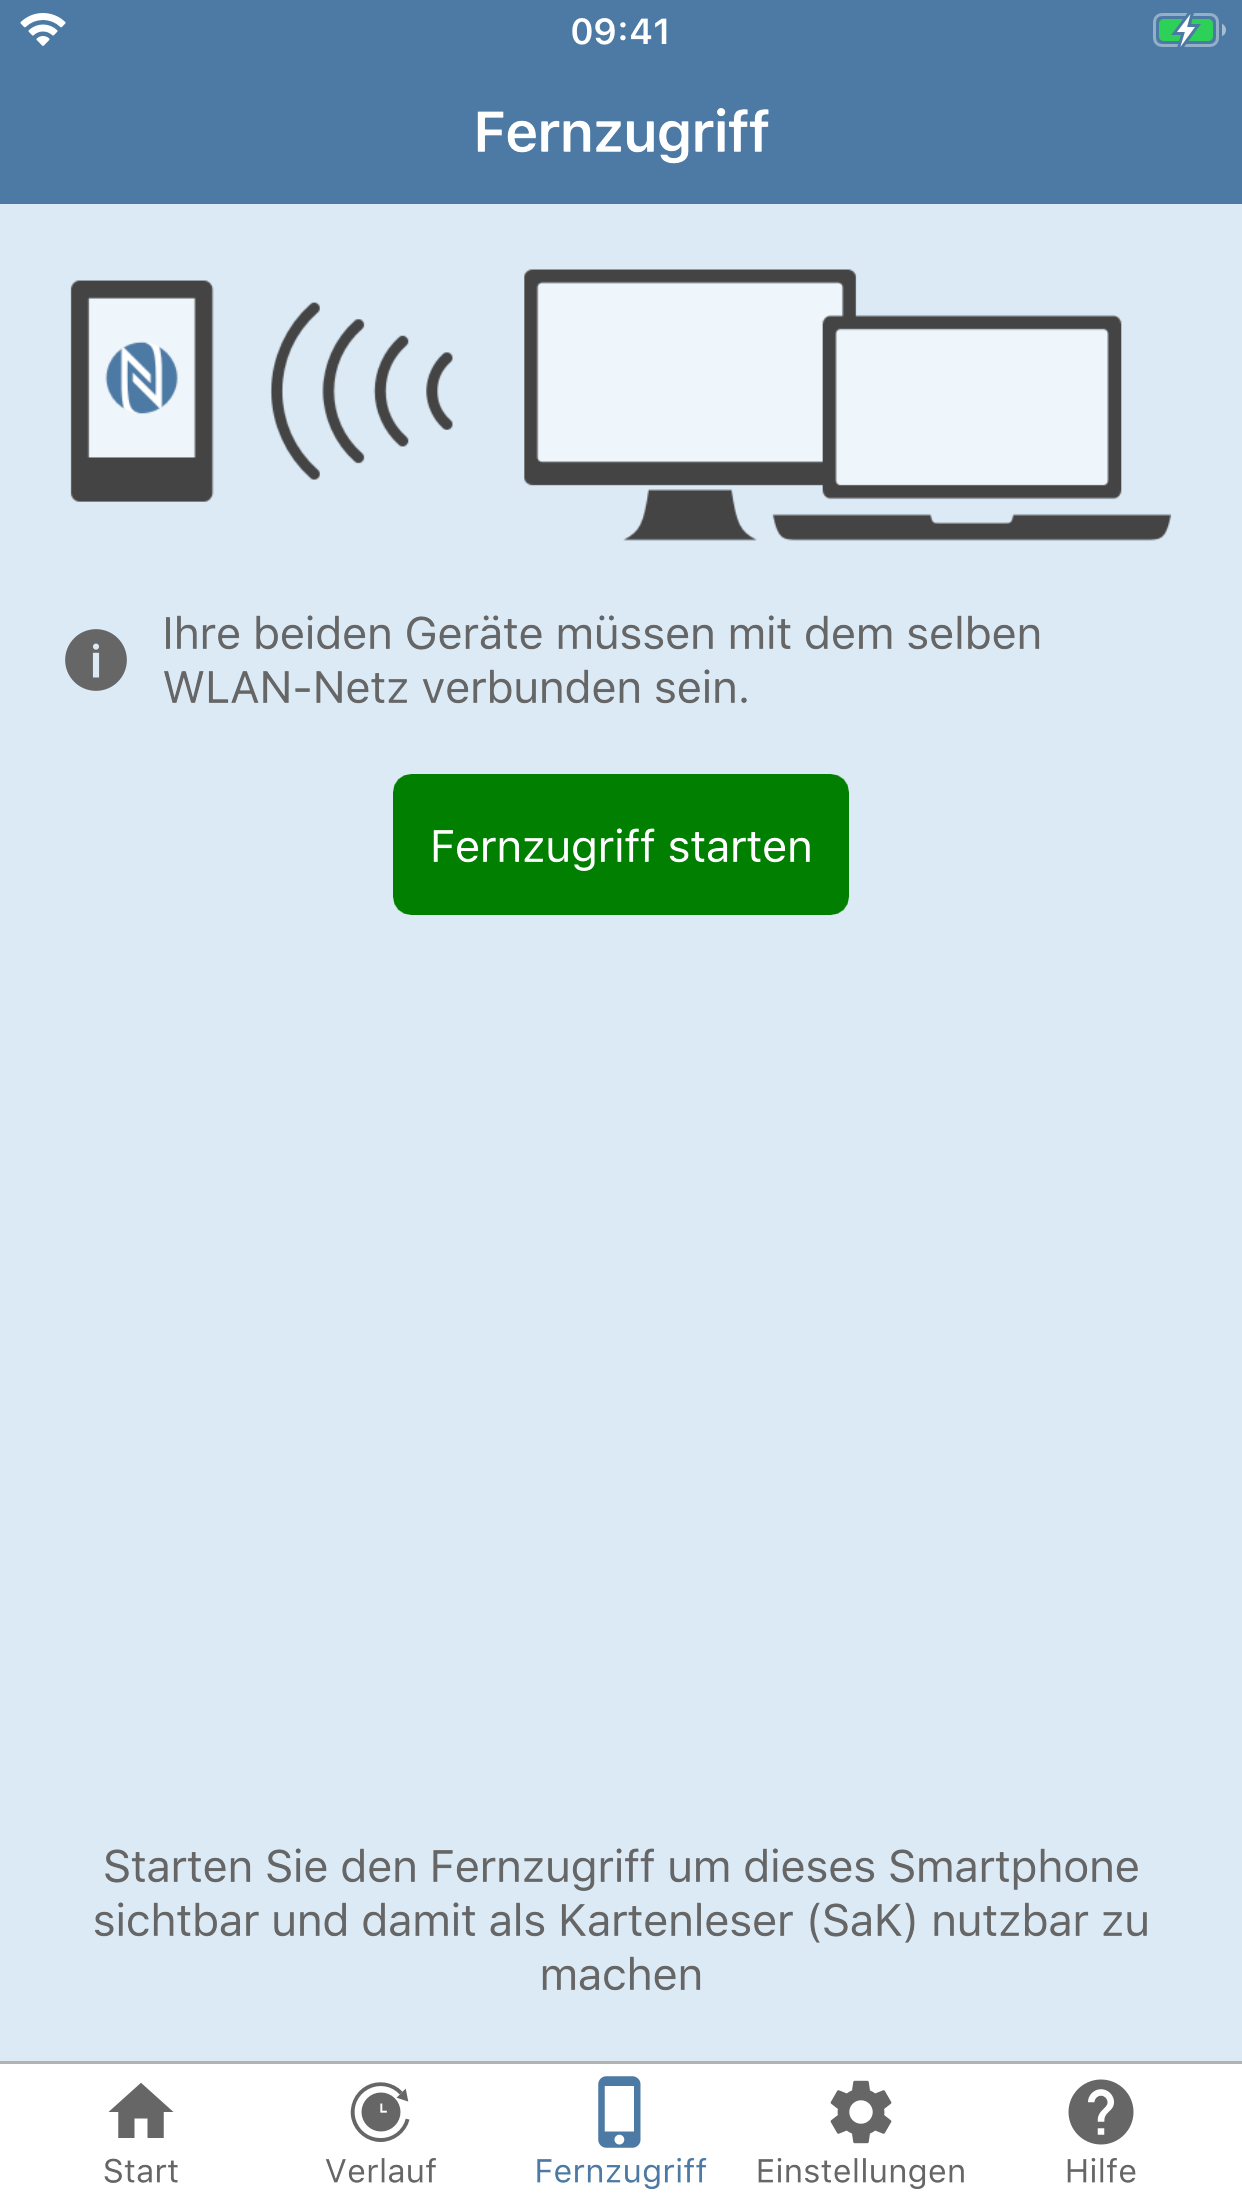 09:41
Fernzugriff
Ihre beiden Geräte müssen mit dem selben
WLAN-Netz verbunden sein.
Fernzugriff starten
Starten Sie den Fernzugriff um dieses Smartphone
sichtbar und damit als Kartenleser (SaK) nutzbar zu
machen
Start
Verlauf
Fernzugriff
Einstellungen
Hilfe